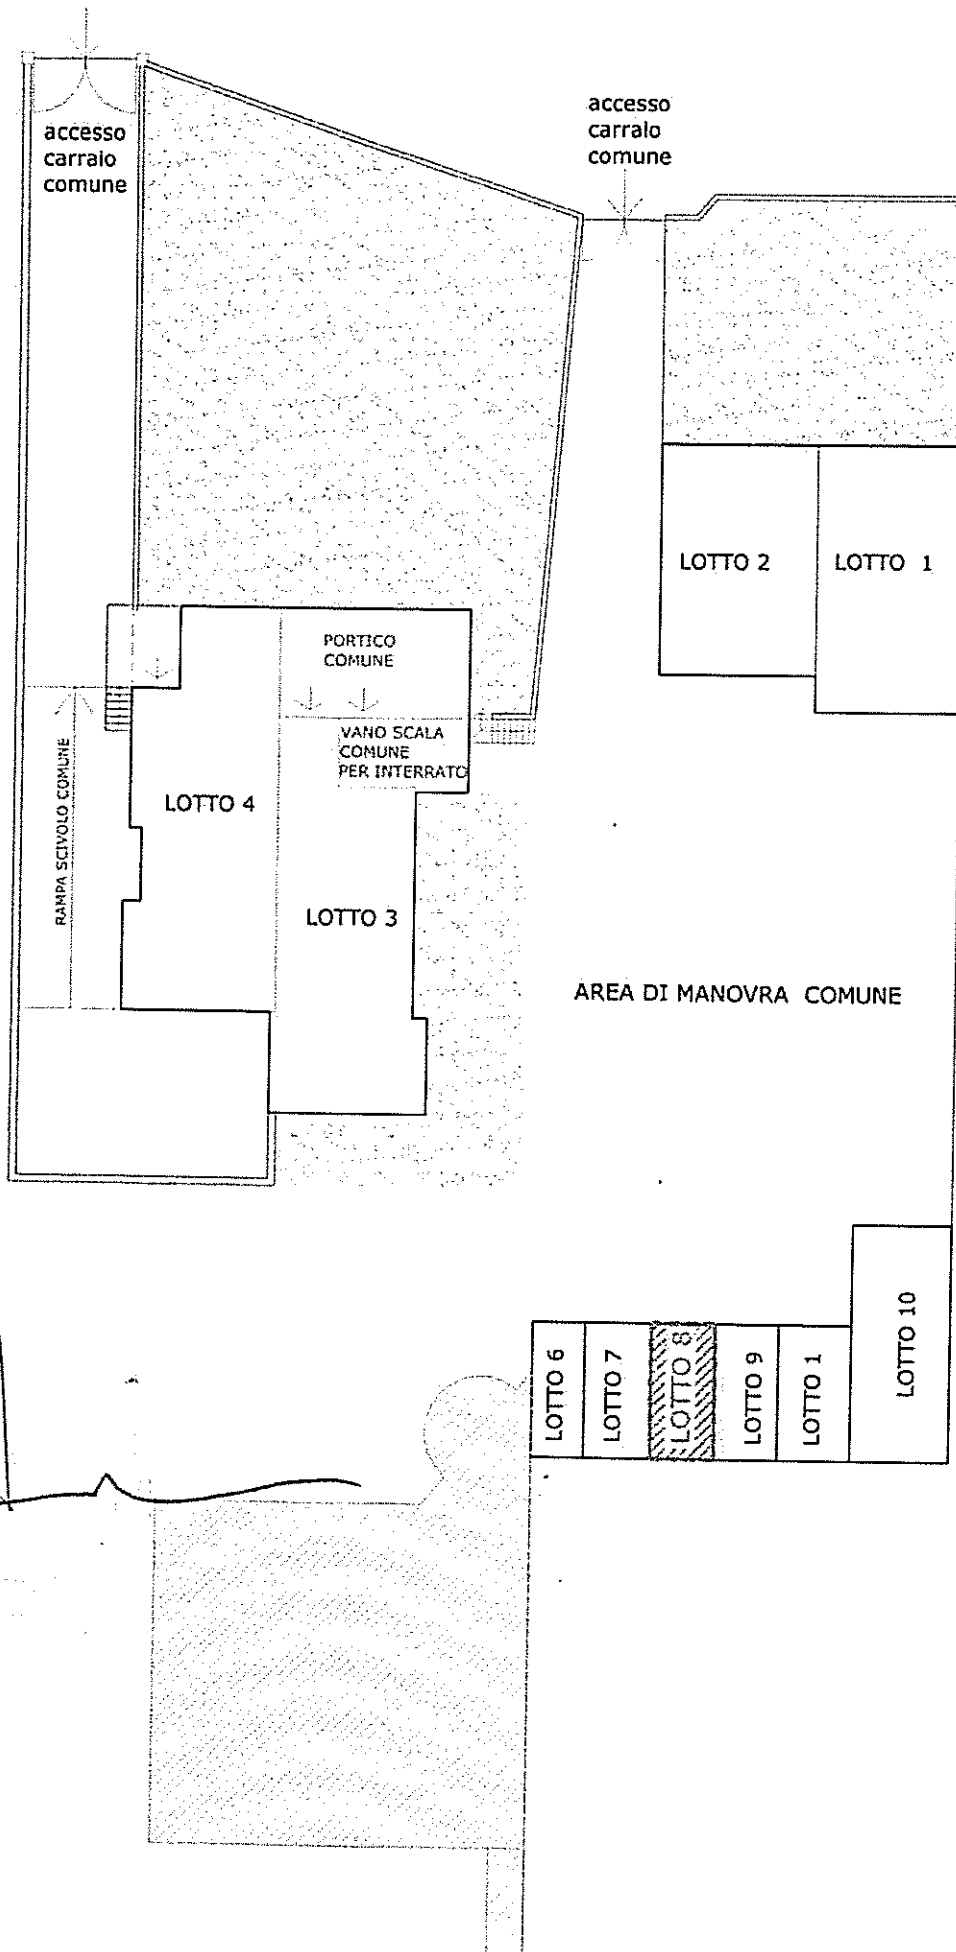 accesso
carraio
comune
accesso
carraio
comune
LOTTO 2
LOTTO 1
PORTICO
COMUNE
VANO SCALA
COMUNE
PER INTERRATO
RAMPA SCIVOLO COMUNE
LOTTO 4
LOTTO 3
AREA DI MANOVRA COMUNE
LOTTO 6
LOTTO 7
LOTTO 8
LOTTO 9
LOTTO 1
LOTTO 10